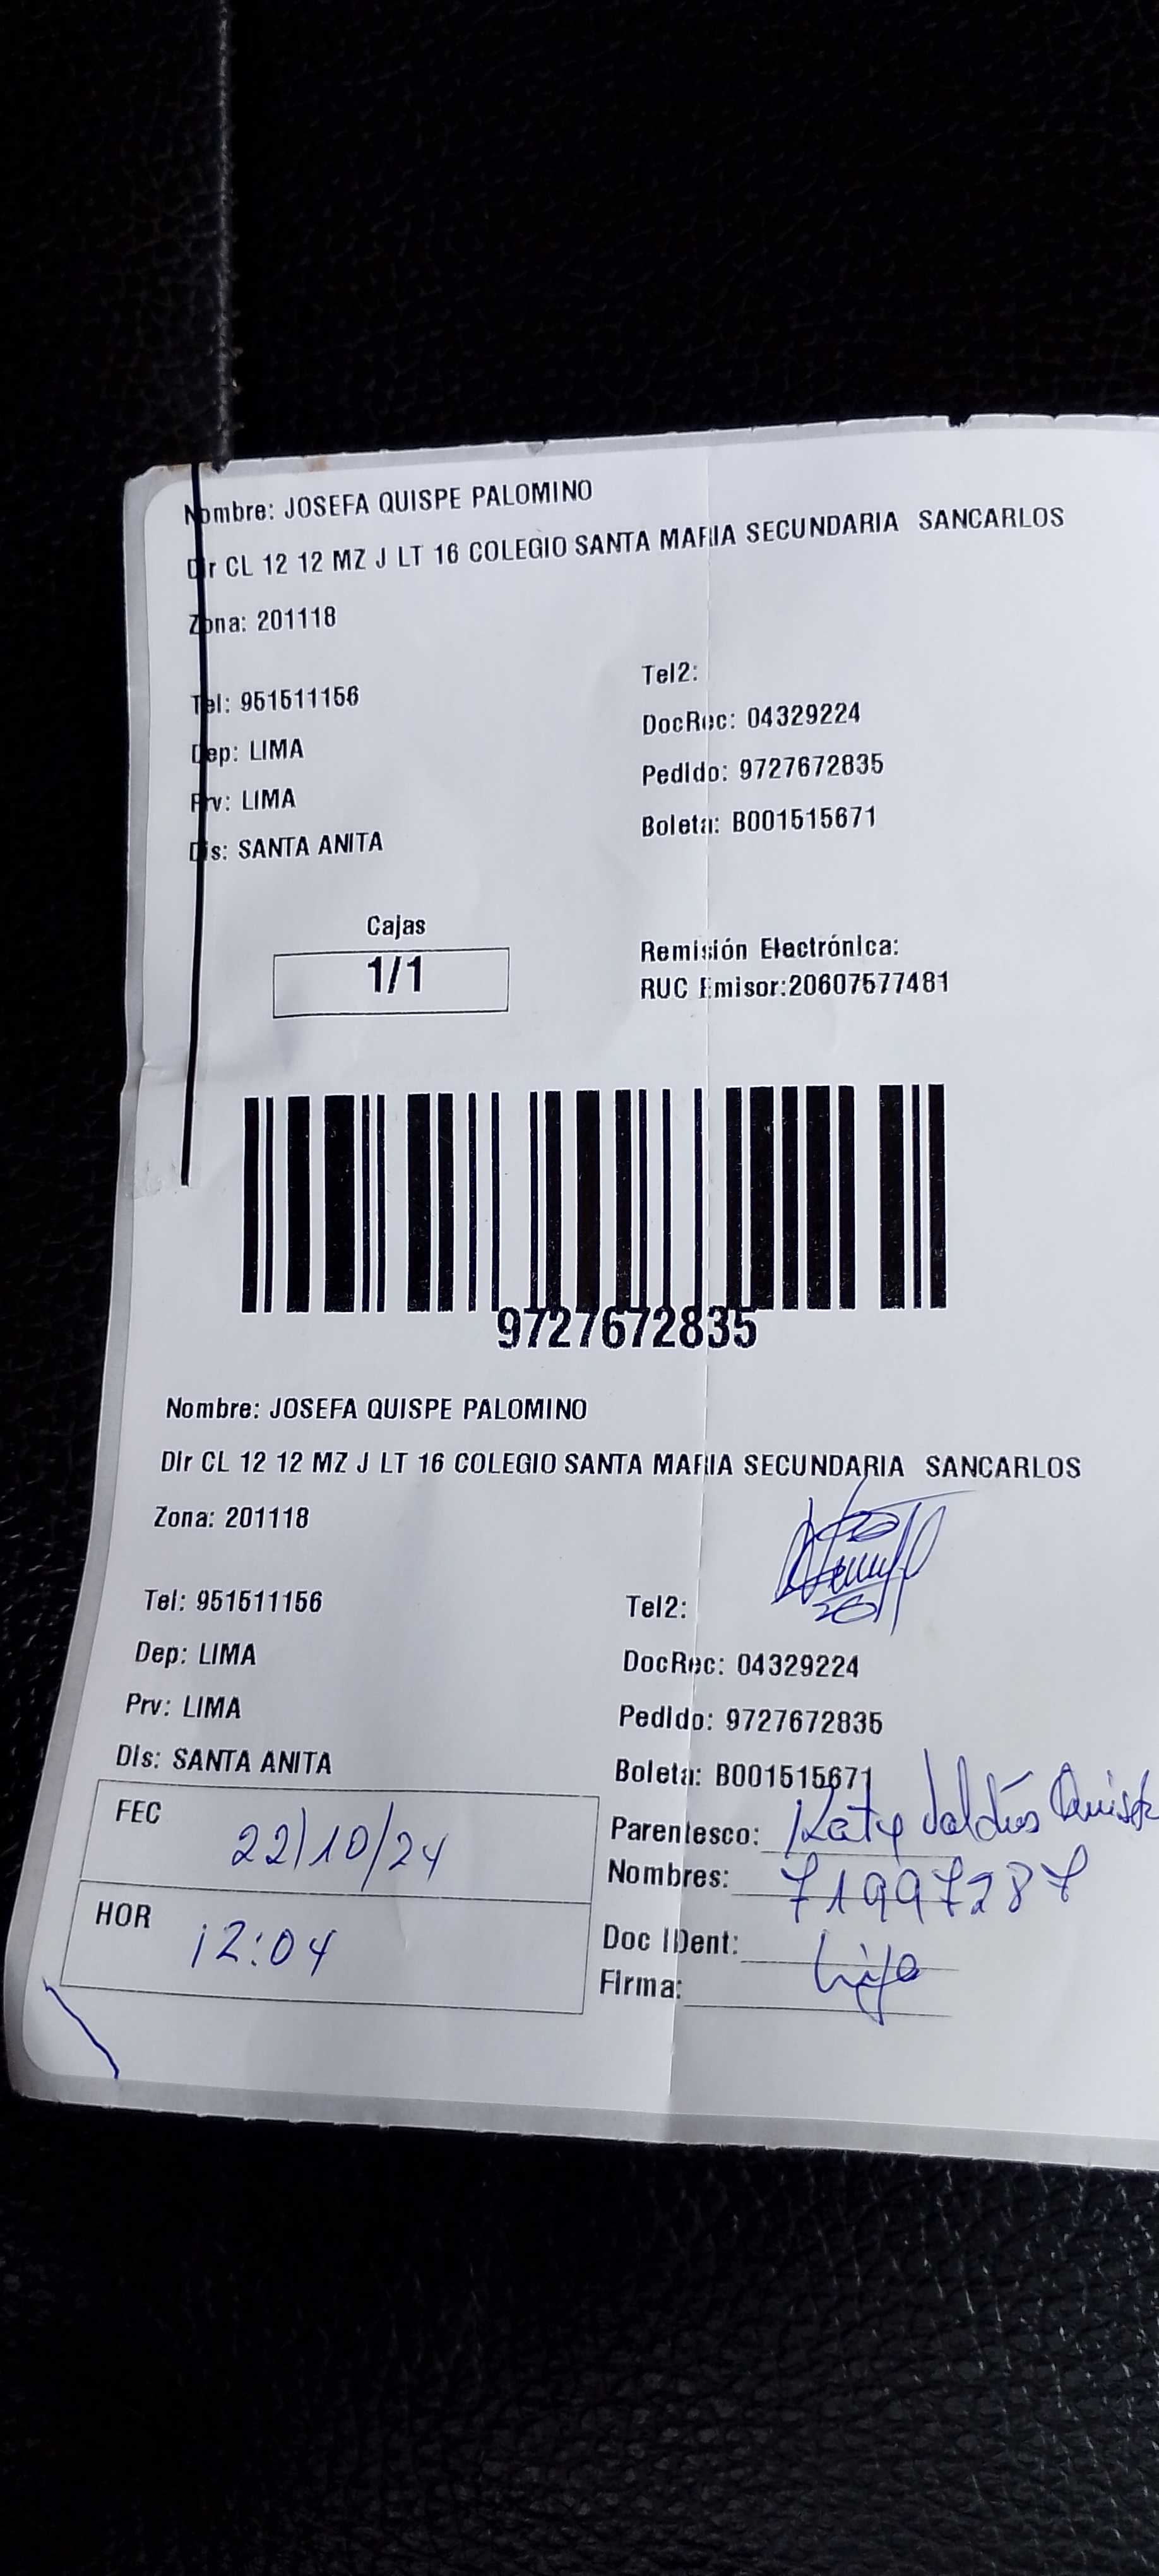 Nombre: JOSEFA QUISPE PALOMINO
Dir CL 12 12 MZ J LT 16 COLEGIO SANTA MARIA SECUNDARIA SANCARLOS
Zona: 201118
Tel: 951511156
Tel2:
Dep: LIMA
DocRec: 04329224
Prv: LIMA
Pedido: 9727672835
Dis: SANTA ANITA
Boleta: B001515671
Cajas
1/1
Remisión Electrónica:
RUC Emisor:20607577481
9727672835
Nombre: JOSEFA QUISPE PALOMINO
Dir CL 12 12 MZ J LT 16 COLEGIO SANTA MARIA SECUNDARIA SANCARLOS
Zona: 201118
Tel: 951511156
Tel2:
Dep: LIMA
DocRec: 04329224
Prv: LIMA
Pedido: 9727672835
Dis: SANTA ANITA
Boleta: B001515671
FEC 22/10/24
Parentesco: Katy Valdés
Nombres: 71997287
HOR 12:04
Doc IDent: hija
Firma: